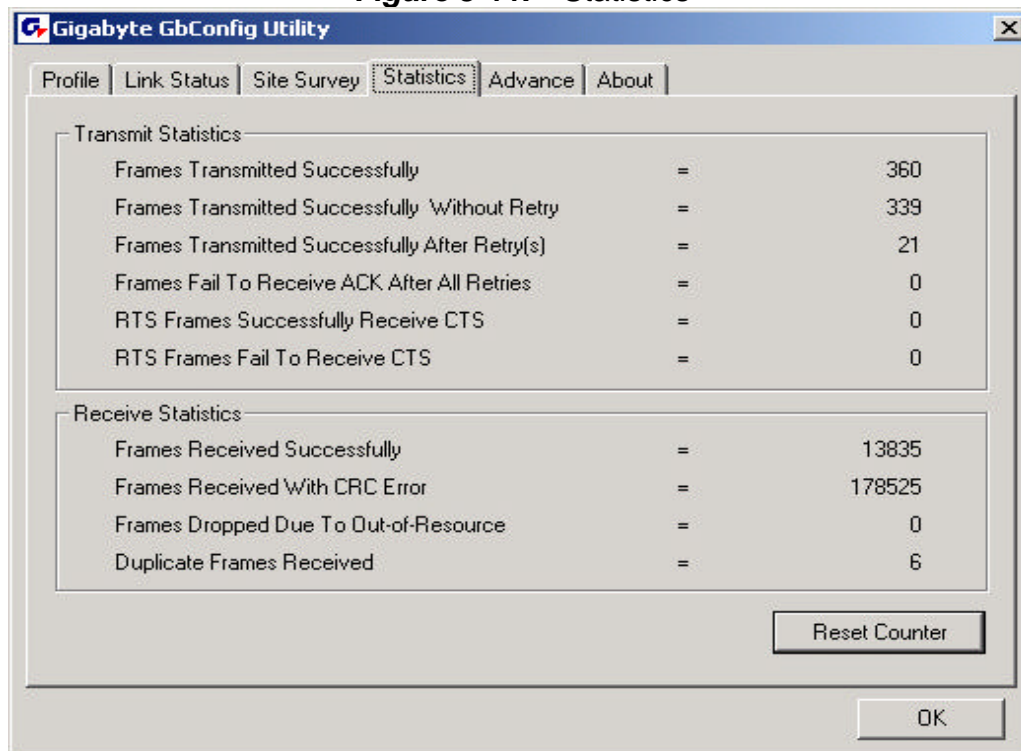 Statistics
Gigabyte GbConfig Utility
Profile Link Status Site Survey Statistics Advance About
Transmit Statistics
Frames Transmitted Successfully = 360
Frames Transmitted Successfully Without Retry = 339
Frames Transmitted Successfully After Retry(s) = 21
Frames Fail To Receive ACK After All Retries = 0
RTS Frames Successfully Receive CTS = 0
RTS Frames Fail To Receive CTS = 0
Receive Statistics
Frames Received Successfully = 13835
Frames Received With CRC Error = 178525
Frames Dropped Due To Out-of-Resource = 0
Duplicate Frames Received = 6
Reset Counter
OK